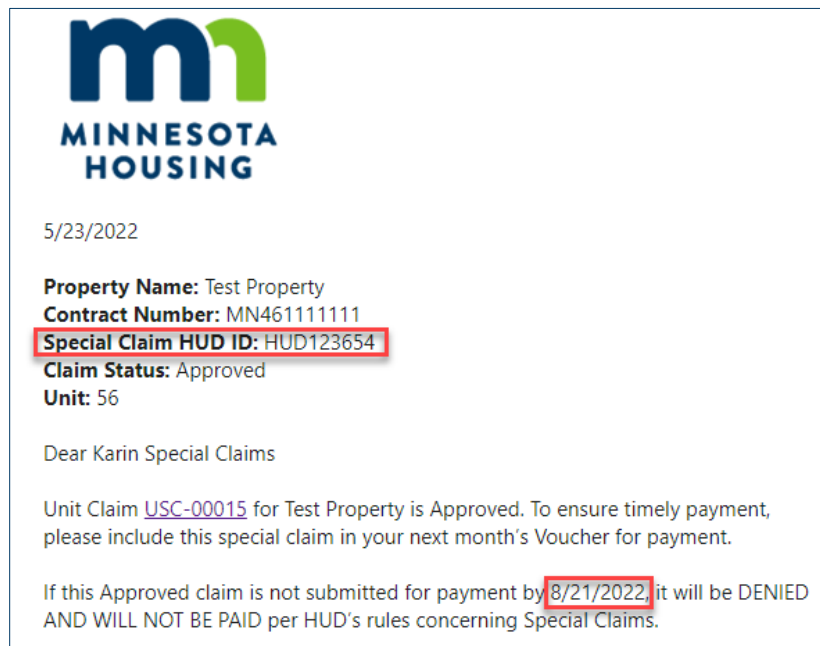 mn
MINNESOTA
HOUSING
5/23/2022
Property Name: Test Property
Contract Number: MN461111111
Special Claim HUD ID: HUD123654
Claim Status: Approved
Unit: 56
Dear Karin Special Claims
Unit Claim USC-00015 for Test Property is Approved. To ensure timely payment,
please include this special claim in your next month's Voucher for payment.
If this Approved claim is not submitted for payment by 8/21/2022, it will be DENIED
AND WILL NOT BE PAID per HUD's rules concerning Special Claims.